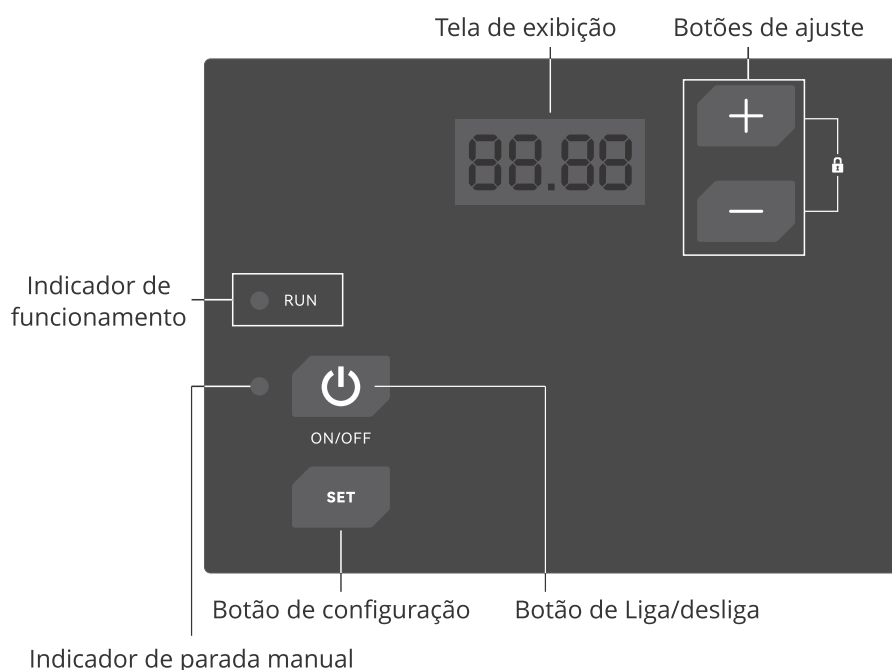 Tela de exibição
Botões de ajuste
88.88
Indicador de
funcionamento
RUN
ON/OFF
SET
Botão de configuração
Botão de Liga/desliga
Indicador de parada manual